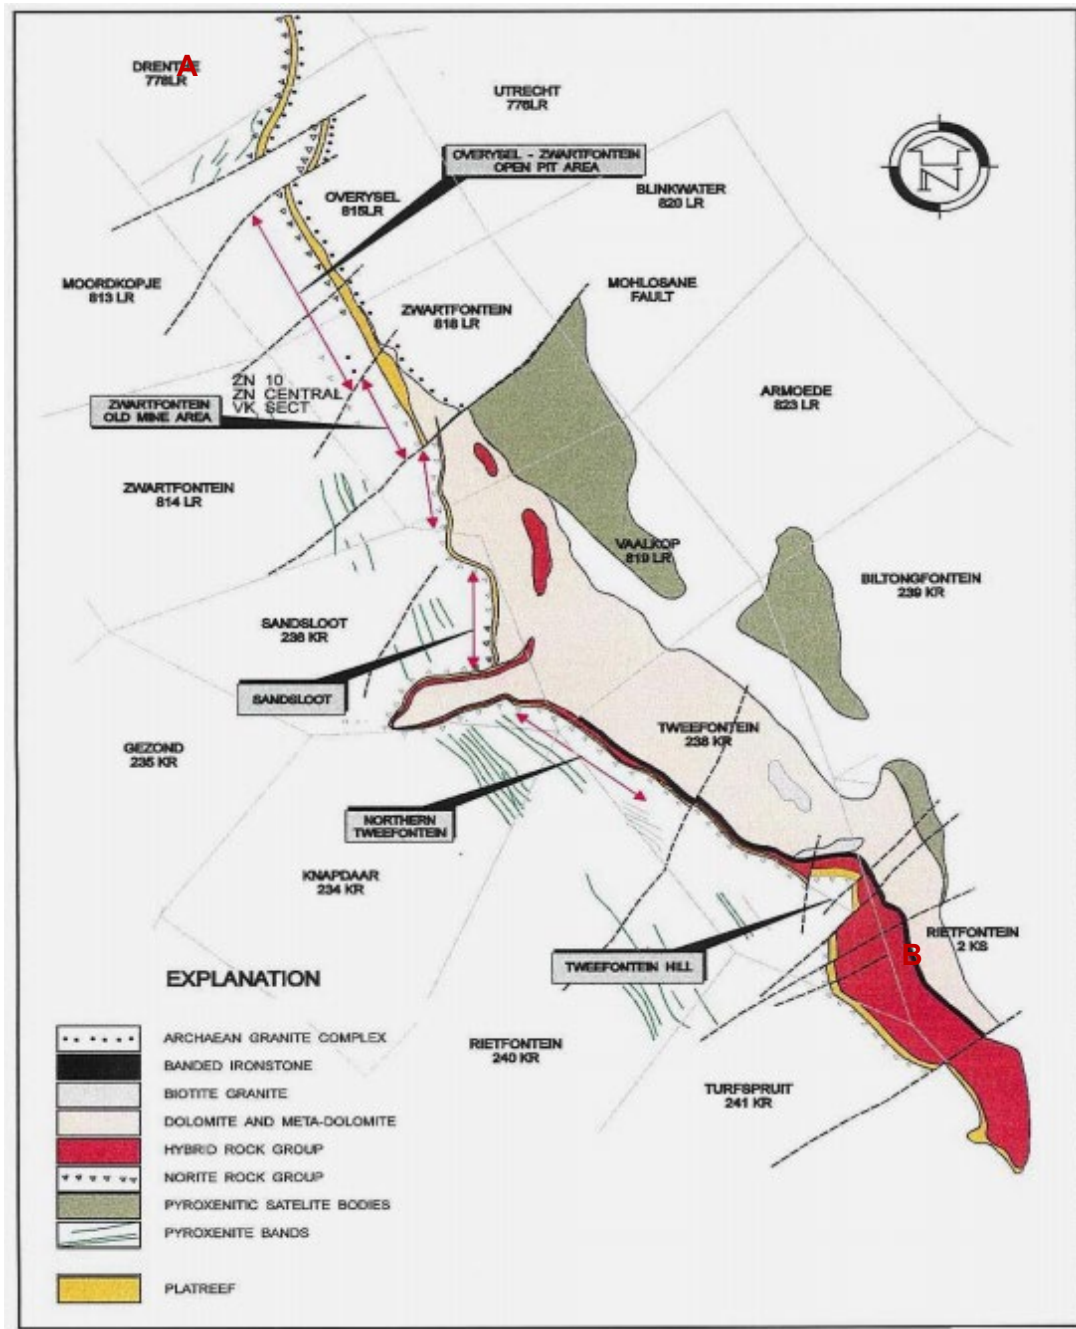 A
DRENTHE
778LR
UTRECHT
776LR
OVERYSEL - ZWARTFONTEIN
OPEN PIT AREA
N
OVERYSEL
815LR
BLINKWATER
820 LR
MOORDKOPJE
813 LR
MOHLOSANE
FAULT
ZWARTFONTEIN
818 LR
ZN 10
ZN CENTRAL
VK SECT
ARMOEDE
823 LR
ZWARTFONTEIN
OLD MINE AREA
ZWARTFONTEIN
814 LR
VAALKOP
819 LR
BILTONGFONTEIN
239 KR
SANDSLOOT
236 KR
SANDSLOOT
TWEEFONTEIN
238 KR
GEZOND
235 KR
NORTHERN
TWEEFONTEIN
KNAPDAAR
234 KR
RIETFONTEIN
2 KS
B
TWEEFONTEIN HILL
RIETFONTEIN
240 KR
TURFSPRUIT
241 KR
EXPLANATION
ARCHAEAN GRANITE COMPLEX
BANDED IRONSTONE
BIOTITE GRANITE
DOLOMITE AND META-DOLOMITE
HYBRID ROCK GROUP
NORITE ROCK GROUP
PYROXENITIC SATELITE BODIES
PYROXENITE BANDS
PLATREEF